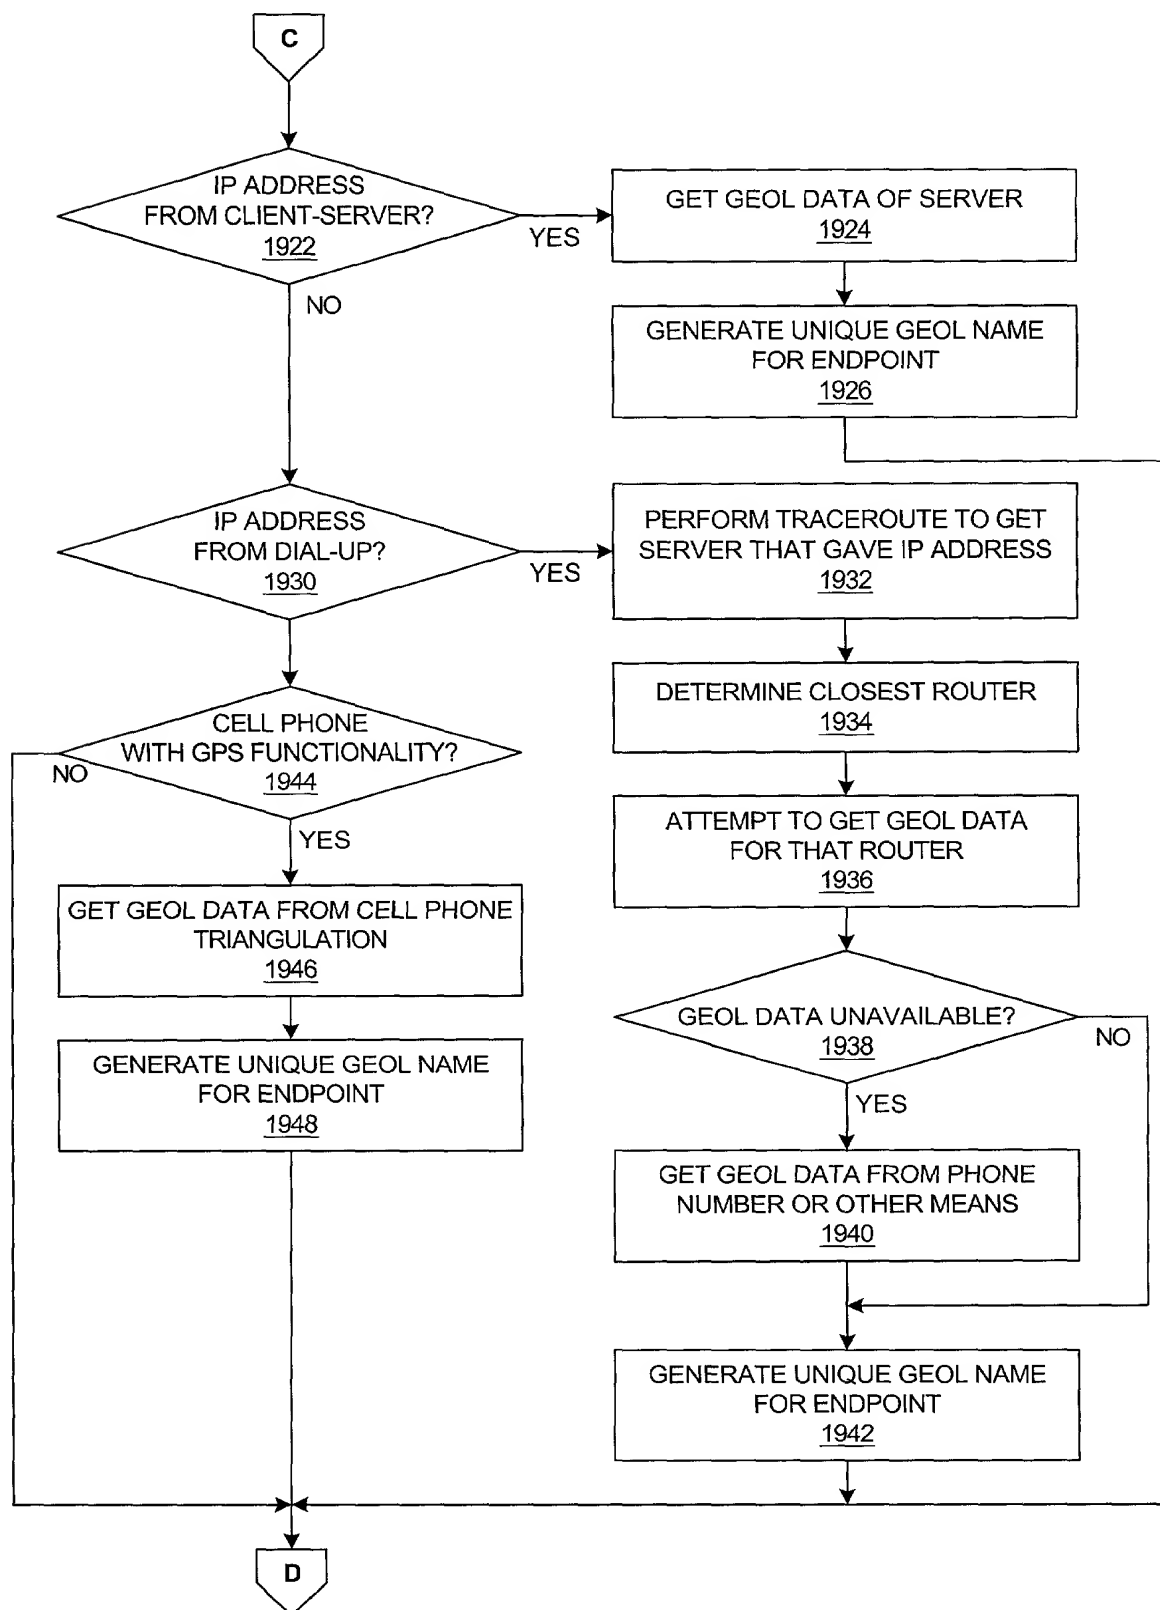 C
IP ADDRESS
FROM CLIENT-SERVER?
1922
YES
NO
GET GEOL DATA OF SERVER
1924
GENERATE UNIQUE GEOL NAME
FOR ENDPOINT
1926
IP ADDRESS
FROM DIAL-UP?
1930
YES
PERFORM TRACEROUTE TO GET
SERVER THAT GAVE IP ADDRESS
1932
DETERMINE CLOSEST ROUTER
1934
ATTEMPT TO GET GEOL DATA
FOR THAT ROUTER
1936
GEOL DATA UNAVAILABLE?
1938
NO
YES
GET GEOL DATA FROM PHONE
NUMBER OR OTHER MEANS
1940
GENERATE UNIQUE GEOL NAME
FOR ENDPOINT
1942
CELL PHONE
WITH GPS FUNCTIONALITY?
1944
NO
YES
GET GEOL DATA FROM CELL PHONE
TRIANGULATION
1946
GENERATE UNIQUE GEOL NAME
FOR ENDPOINT
1948
D